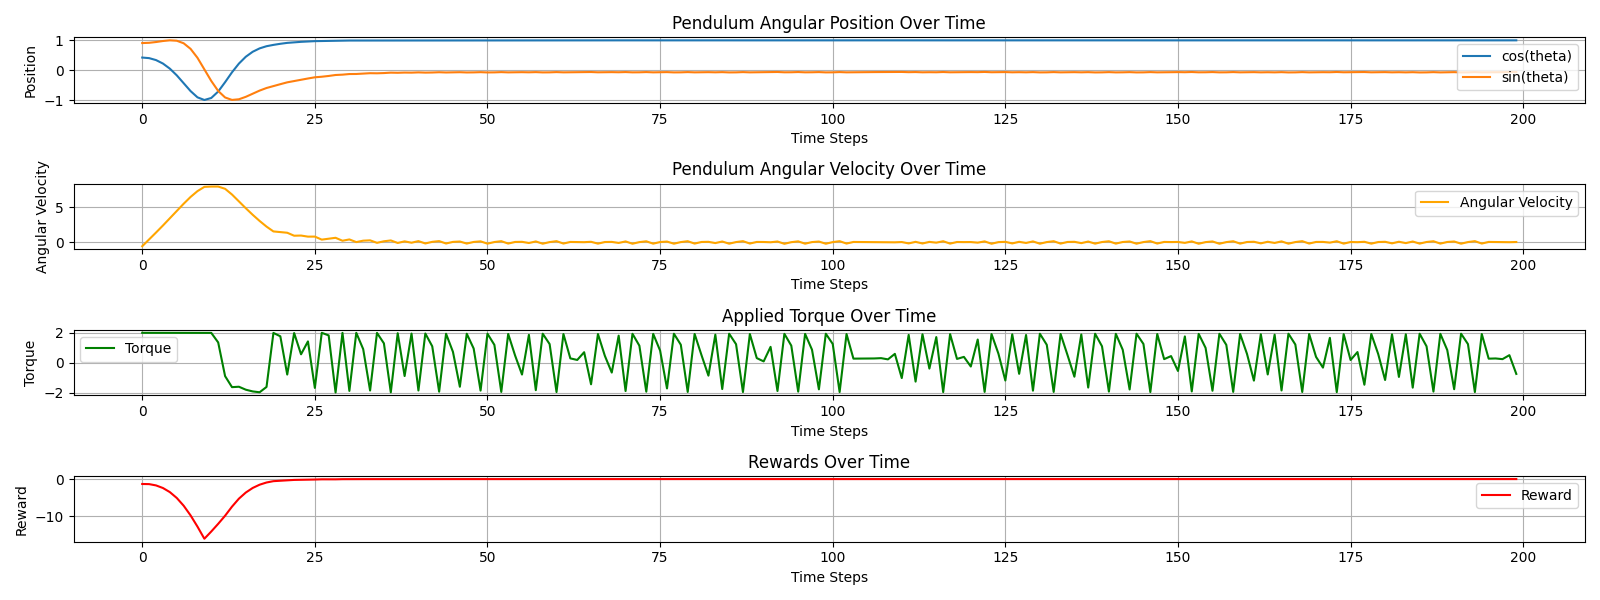 Pendulum Angular Position Over Time
Position
1
0
−1
cos(theta)
sin(theta)
0 25 50 75 100 125 150 175 200
Time Steps
Pendulum Angular Velocity Over Time
Angular Velocity
5
0
Angular Velocity
0 25 50 75 100 125 150 175 200
Time Steps
Applied Torque Over Time
Torque
2
0
−2
Torque
0 25 50 75 100 125 150 175 200
Time Steps
Rewards Over Time
Reward
0
−10
Reward
0 25 50 75 100 125 150 175 200
Time Steps